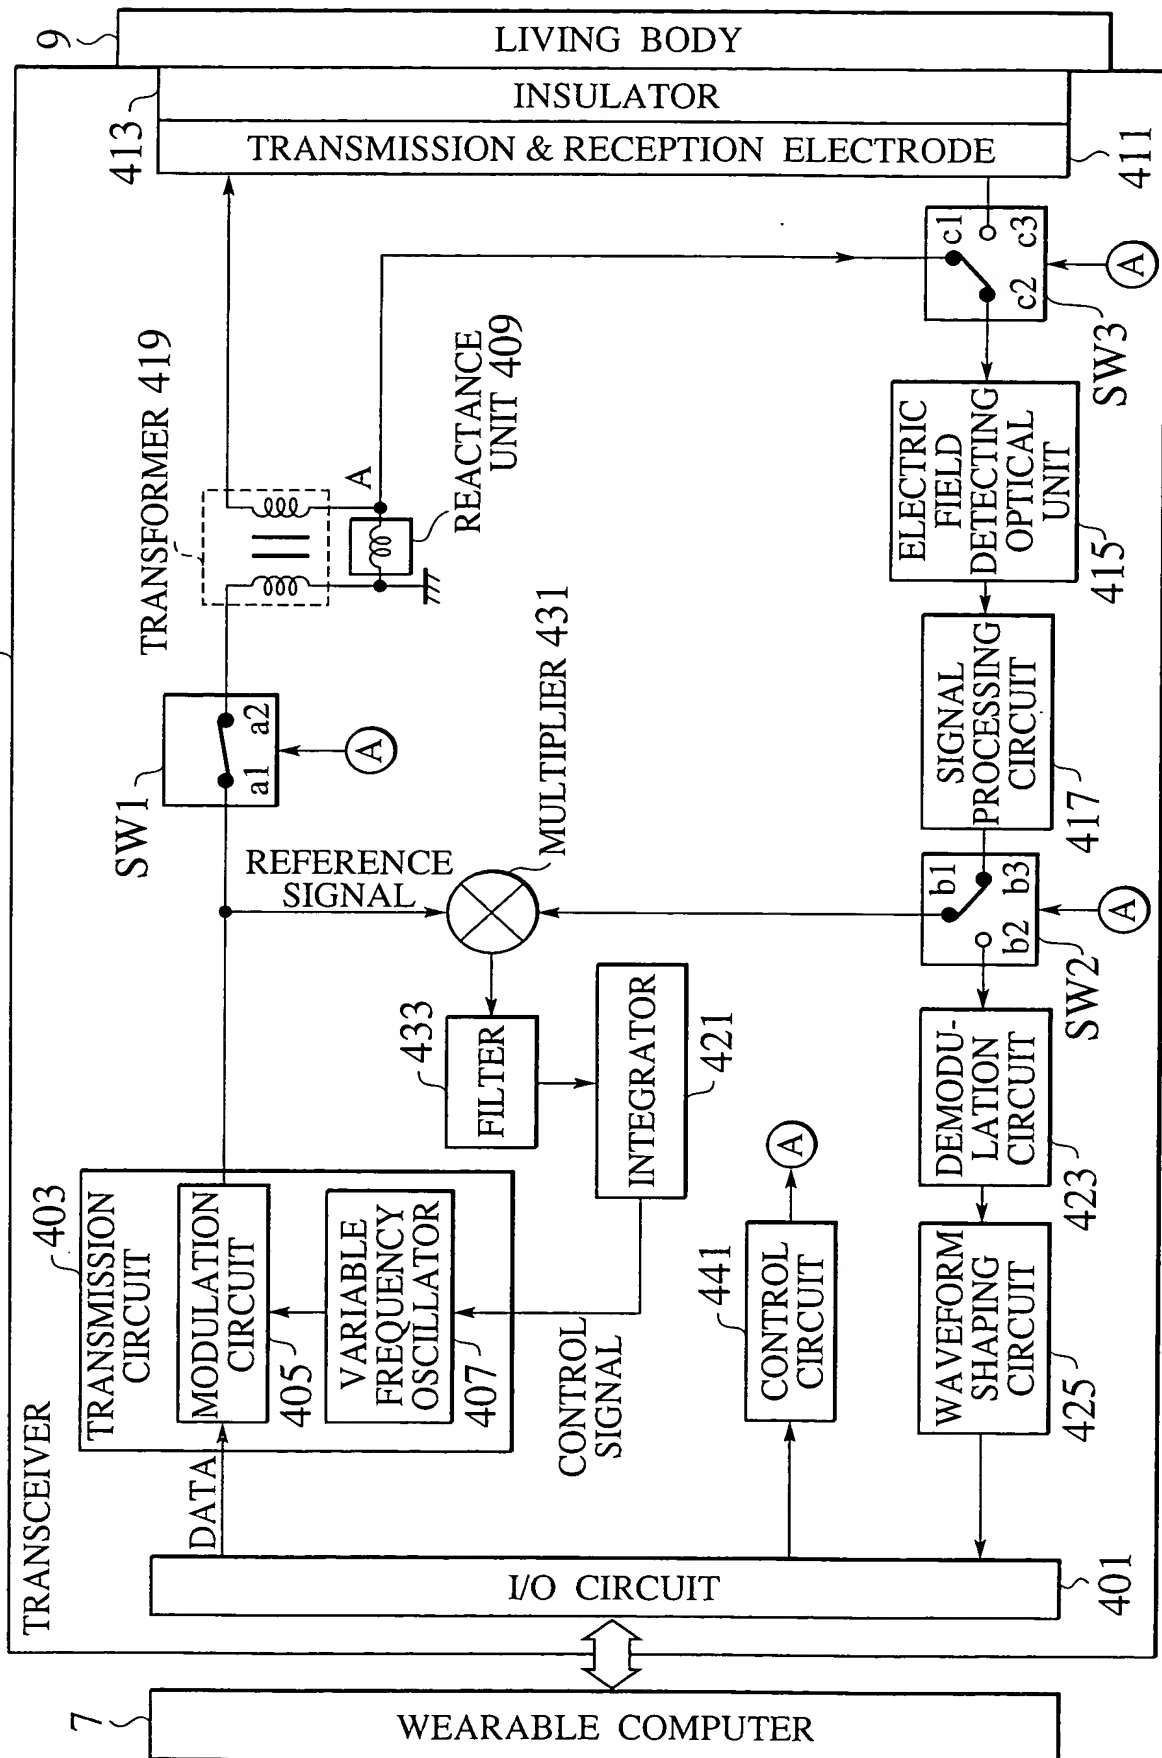 9
LIVING BODY
413
INSULATOR
TRANSMISSION & RECEPTION ELECTRODE
411
TRANSCEIVER
TRANSMISSION
CIRCUIT
403
MODULATION
CIRCUIT
405
VARIABLE
FREQUENCY
OSCILLATOR
407
DATA
SW1
a1
a2
A
TRANSFORMER 419
A
REACTANCE
UNIT 409
REFERENCE
SIGNAL
MULTIPLIER 431
433
FILTER
INTEGRATOR
421
CONTROL
SIGNAL
441
CONTROL
CIRCUIT
A
c1
c2
c3
A
SW3
ELECTRIC
FIELD
DETECTING
OPTICAL
UNIT
415
SIGNAL
PROCESSING
CIRCUIT
417
b1
b2
b3
A
SW2
DEMODU-
LATION
CIRCUIT
423
WAVEFORM
SHAPING
CIRCUIT
425
I/O CIRCUIT
401
7
WEARABLE COMPUTER